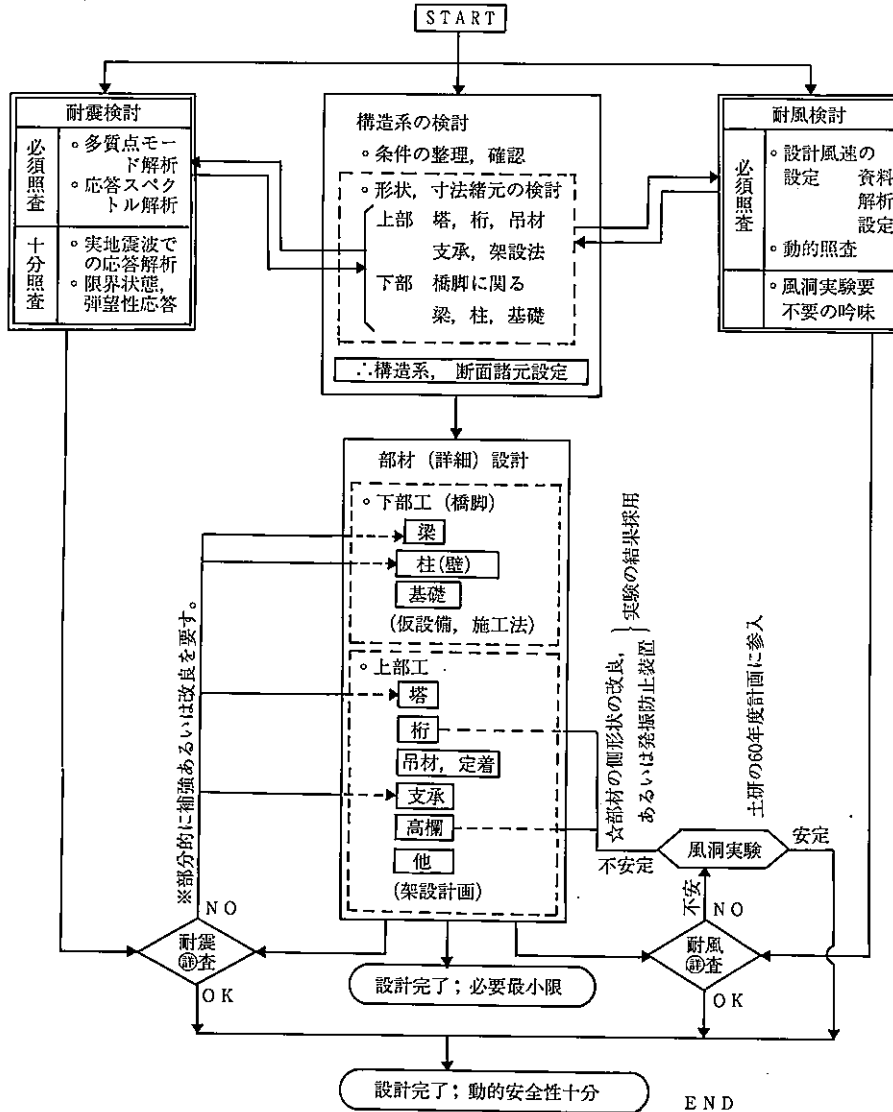 START
耐震検討
必須照査
∘多質点モー
ド解析
∘応答スペク
トル解析
十分照査
∘実地震波で
の応答解析
∘限界状態,
弾望性応答
構造系の検討
∘条件の整理, 確認
∘形状, 寸法緒元の検討
上部 塔, 桁, 吊材
支承, 架設法
下部 橋脚に関る
梁, 柱, 基礎
∴構造系, 断面諸元設定
耐風検討
必須照査
∘設計風速の
設定 資料
解析
設定
∘動的照査
∘風洞実験要
不要の吟味
部材(詳細)設計
∘下部工(橋脚)
梁
柱(壁)
基礎
(仮設備, 施工法)
∘上部工
塔
桁
吊材, 定着
支承
高欄
他
(架設計画)
※部分的に補強あるいは改良を要す。
☆部材の側形状の改良,
あるいは発振防止装置
}実験の結果採用
土研の60年度計画に参入
風洞実験
不安定
安定
不安
NO
NO
耐震
㊟査
耐風
㊟査
OK
OK
設計完了;必要最小限
設計完了;動的安全性十分
END